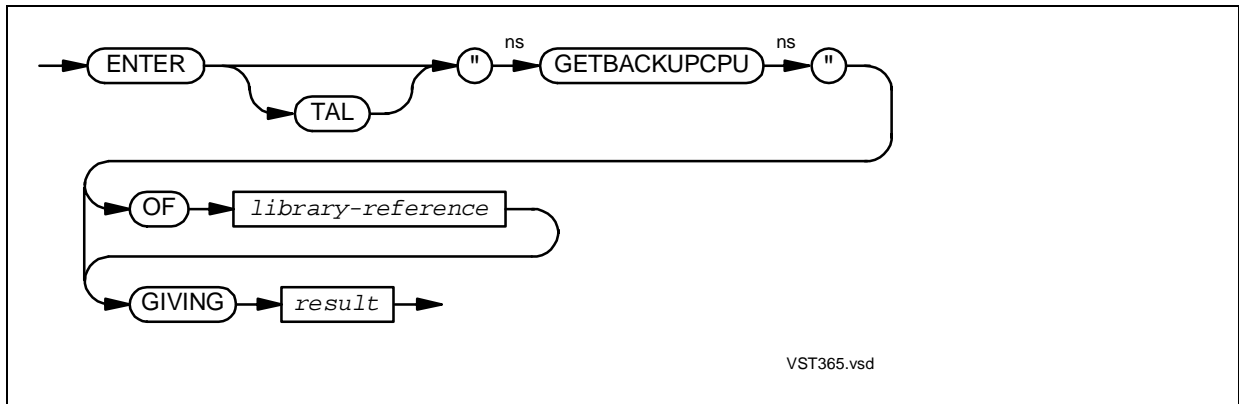 ENTER " ns GETBACKUPCPU ns "
TAL
OF library-reference
GIVING result
VST365.vsd